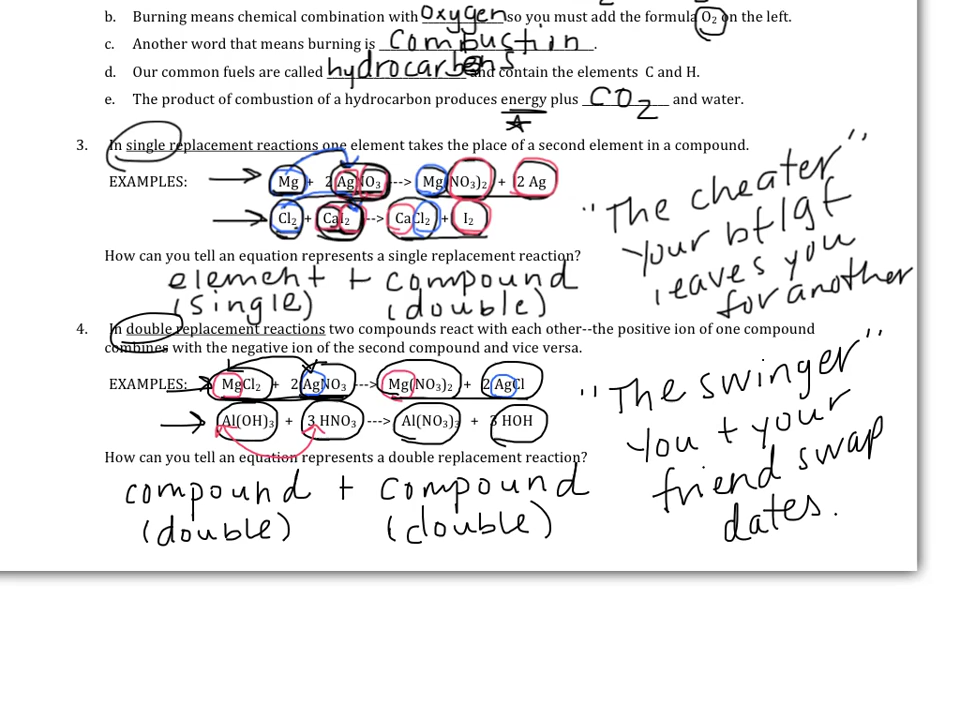 b. Burning means chemical combination with oxygen so you must add the formula O₂ on the left.
c. Another word that means burning is combustin.
d. Our common fuels are called hydrocarbens and contain the elements C and H.
e. The product of combustion of a hydrocarbon produces energy plus CO₂ and water.
3. In single replacement reactions one element takes the place of a second element in a compound.
EXAMPLES: Mg + 2 AgNO₃ ---> Mg(NO₃)₂ + 2 Ag
Cl₂ + CaI₂ --> CaCl₂ + I₂
"The cheater"
Your bf/gf
leaves you
for another
How can you tell an equation represents a single replacement reaction?
element + compound
(single) (double)
4. In double replacement reactions two compounds react with each other--the positive ion of one compound
combines with the negative ion of the second compound and vice versa.
EXAMPLES: MgCl₂ + 2 AgNO₃ ---> Mg(NO₃)₂ + 2 AgCl
Al(OH)₃ + 3 HNO₃ ---> Al(NO₃)₃ + 3 HOH
"The swinger"
You + your
friend swap
dates.
How can you tell an equation represents a double replacement reaction?
compound + compound
(double) (double)